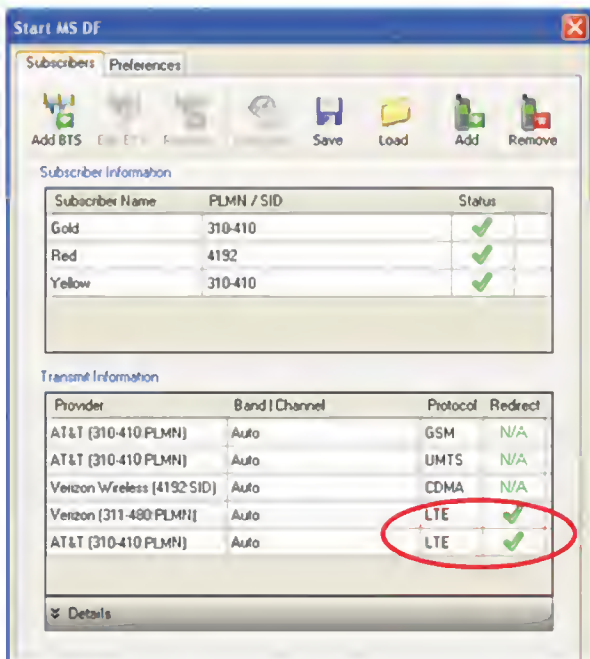 Start MS DF
Subscribers Preferences
Add BTS Save Load Add Remove
Subscriber Information
Subscriber Name PLMN / SID Status
Gold 310-410
Red 4192
Yellow 310-410
Transmit Information
Provider Band | Channel Protocol Redirect
AT&T (310-410 PLMN) Auto GSM N/A
AT&T (310-410 PLMN) Auto UMTS N/A
Verizon Wireless (4192 SID) Auto CDMA N/A
Verizon (311-480 PLMN) Auto LTE
AT&T (310-410 PLMN) Auto LTE
Details